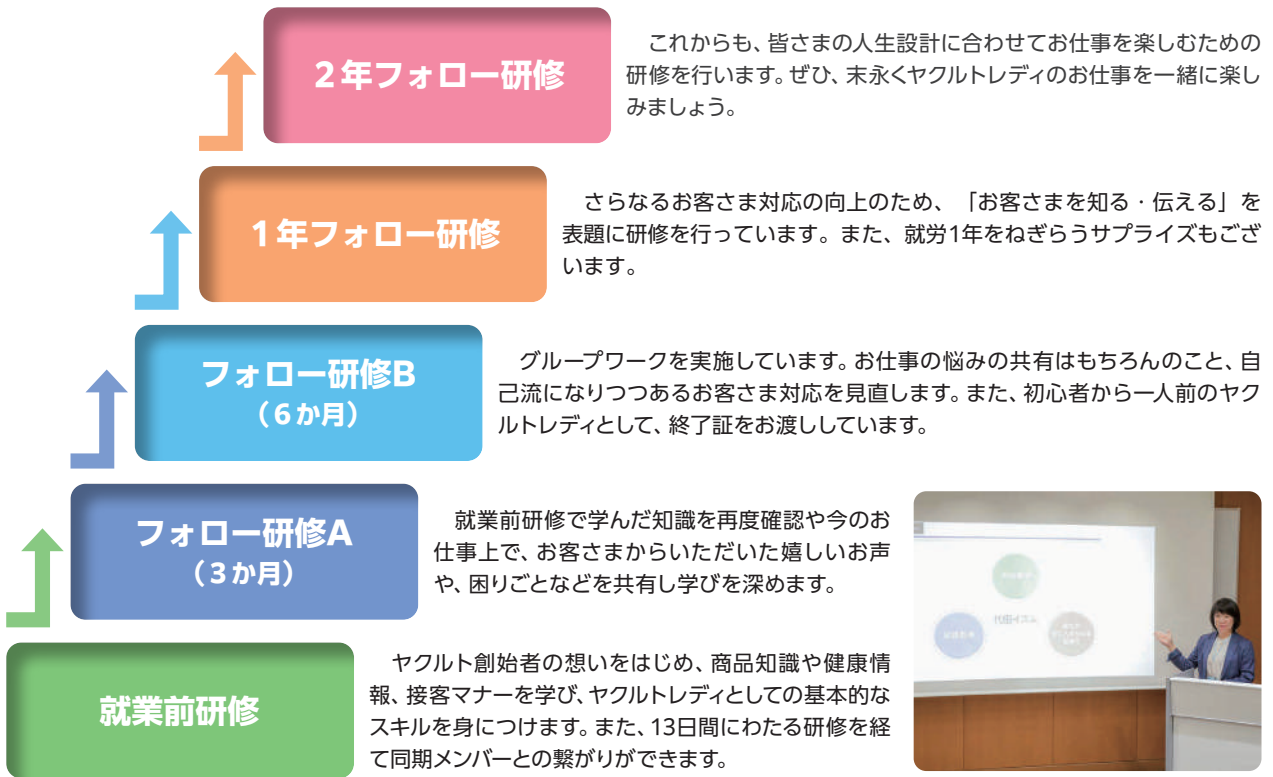 2年フォロー研修
これからも、皆さまの人生設計に合わせてお仕事を楽しむための
研修を行います。ぜひ、末永くヤクルトレディのお仕事を一緒に楽し
みましょう。
1年フォロー研修
さらなるお客さま対応の向上のため、「お客さまを知る・伝える」を
表題に研修を行っています。また、就労1年をねぎらうサプライズもござ
います。
フォロー研修B
(6か月)
グループワークを実施しています。お仕事の悩みの共有はもちろんのこと、自
己流になりつつあるお客さま対応を見直します。また、初心者から一人前のヤク
ルトレディとして、終了証をお渡ししています。
フォロー研修A
(3か月)
就業前研修で学んだ知識を再度確認や今のお
仕事上で、お客さまからいただいた嬉しいお声
や、困りごとなどを共有し学びを深めます。
就業前研修
ヤクルト創始者の想いをはじめ、商品知識や健康情
報、接客マナーを学び、ヤクルトレディとしての基本的な
スキルを身につけます。また、13日間にわたる研修を経
て同期メンバーとの繋がりができます。
代田イズム